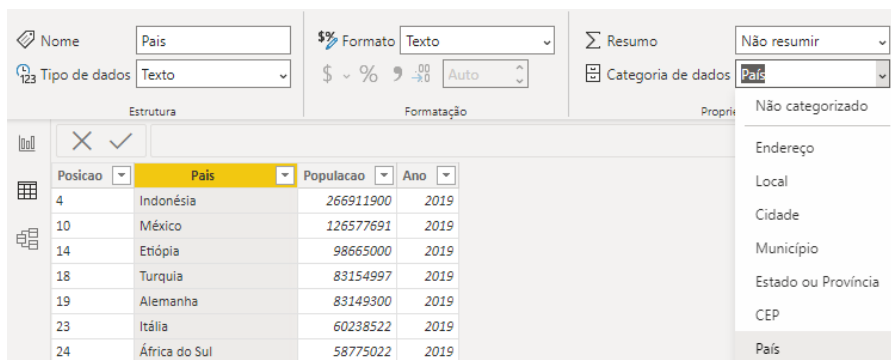 Nome Pais $% Formato Texto Resumo Não resumir
Tipo de dados Texto $ % 9 .00 Auto Categoria de dados País
Estrutura Formatação Proprie
Não categorizado
Endereço
Local
Cidade
Município
Estado ou Província
CEP
País
Posicao Pais Populacao Ano
4 Indonésia 266911900 2019
10 México 126577691 2019
14 Etiópia 98665000 2019
18 Turquia 83154997 2019
19 Alemanha 83149300 2019
23 Itália 60238522 2019
24 África do Sul 58775022 2019